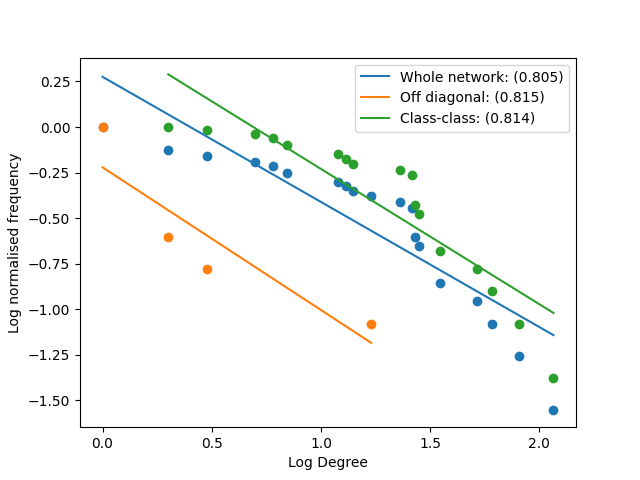 Whole network: (0.805)
Off diagonal: (0.815)
Class-class: (0.814)
0.25
0.00
−0.25
−0.50
−0.75
−1.00
−1.25
−1.50
Log normalised frequency
0.0 0.5 1.0 1.5 2.0
Log Degree